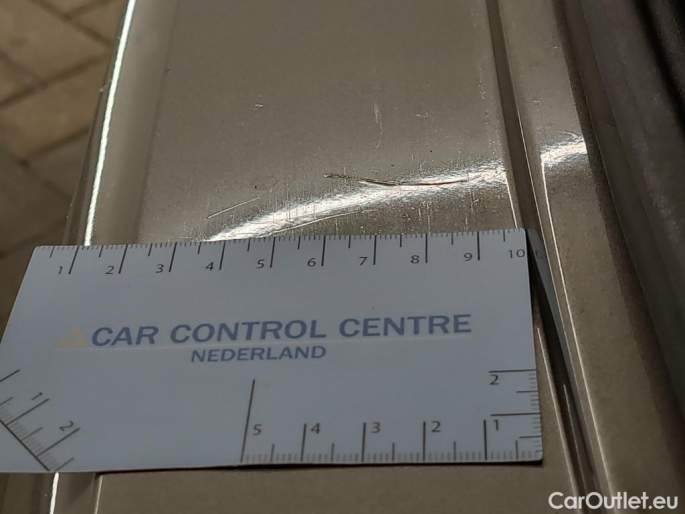 1 2 3 4 5 6 7 8 9 10
CAR CONTROL CENTRE
NEDERLAND
1 2
5 4 3 2 1
2
1
CarOutlet.eu